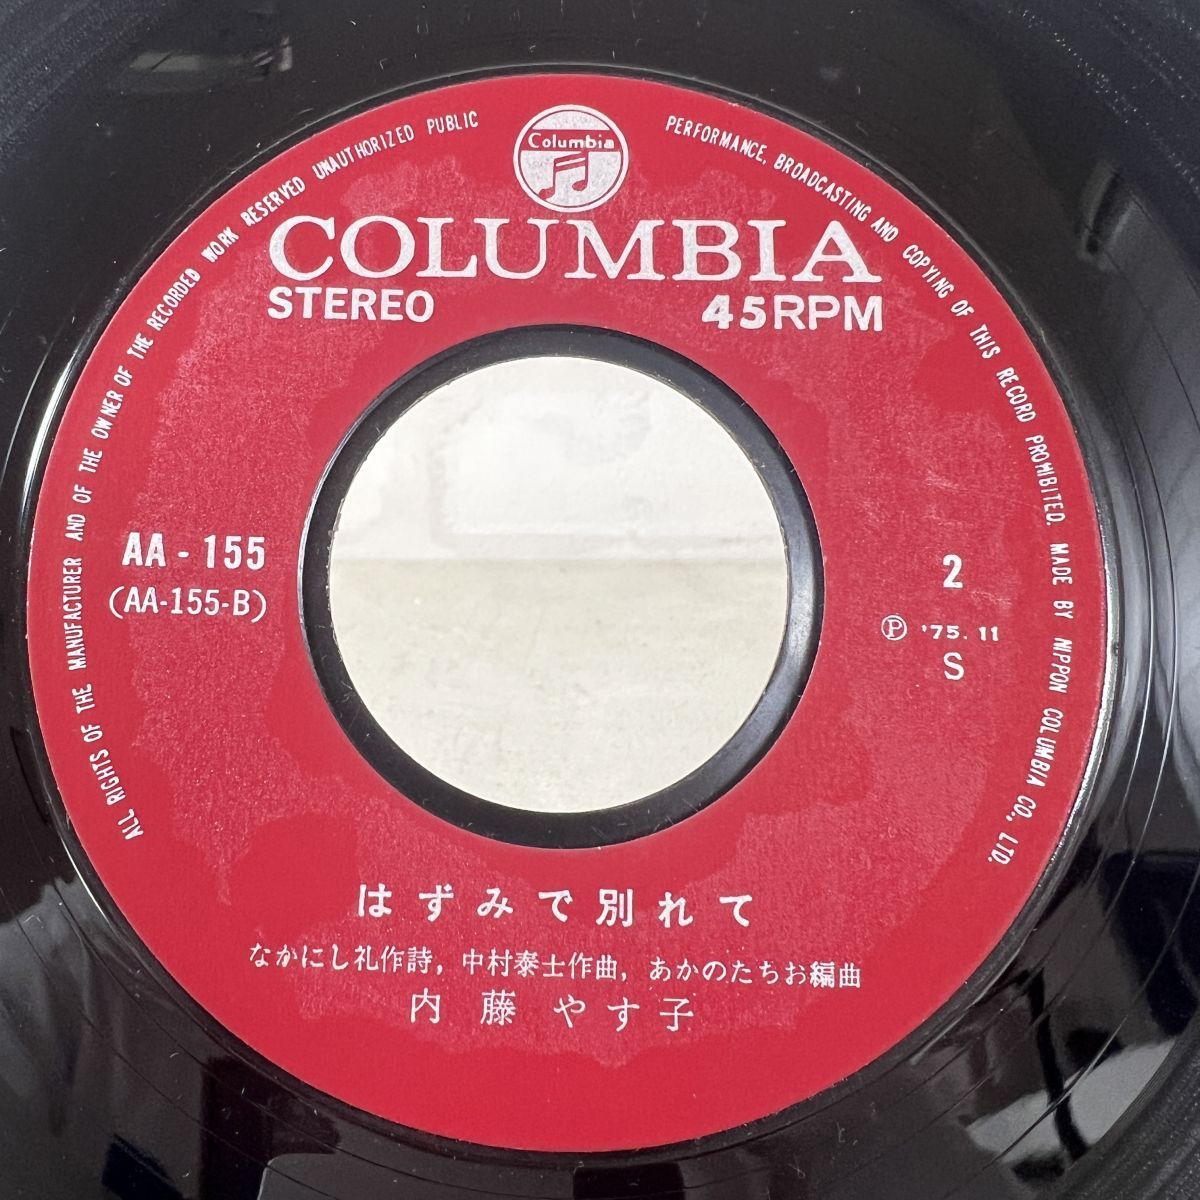 ALL RIGHTS OF THE MANUFACTURER AND OF THE OWNER OF THE RECORDED WORK RESERVED UNAUTHORIZED PUBLIC PERFORMANCE, BROADCASTING AND COPYING OF THIS RECORD PROHIBITED. MADE BY NIPPON COLUMBIA CO., LTD.
Columbia
COLUMBIA
STEREO 45RPM
AA-155
(AA-155-B)
2
Ⓟ '75.11
S
はずみで別れて
なかにし礼作詩, 中村泰士作曲, あかのたちお編曲
内藤やす子